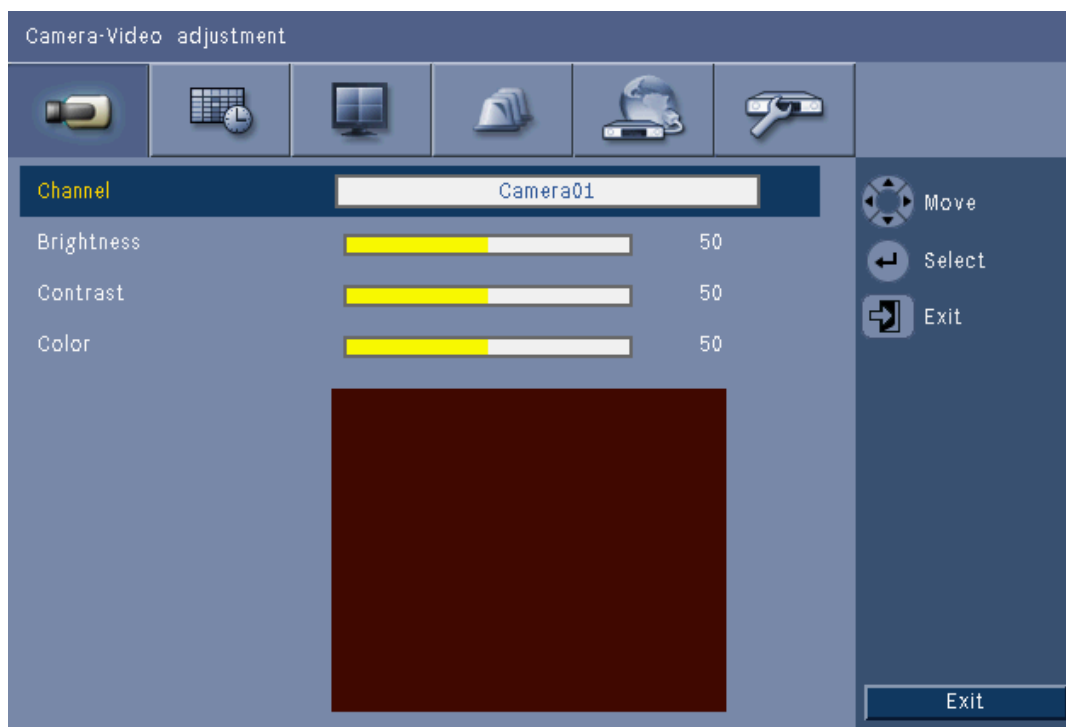 Camera-Video adjustment
Channel Camera01
Brightness 50
Contrast 50
Color 50
Move
Select
Exit
Exit